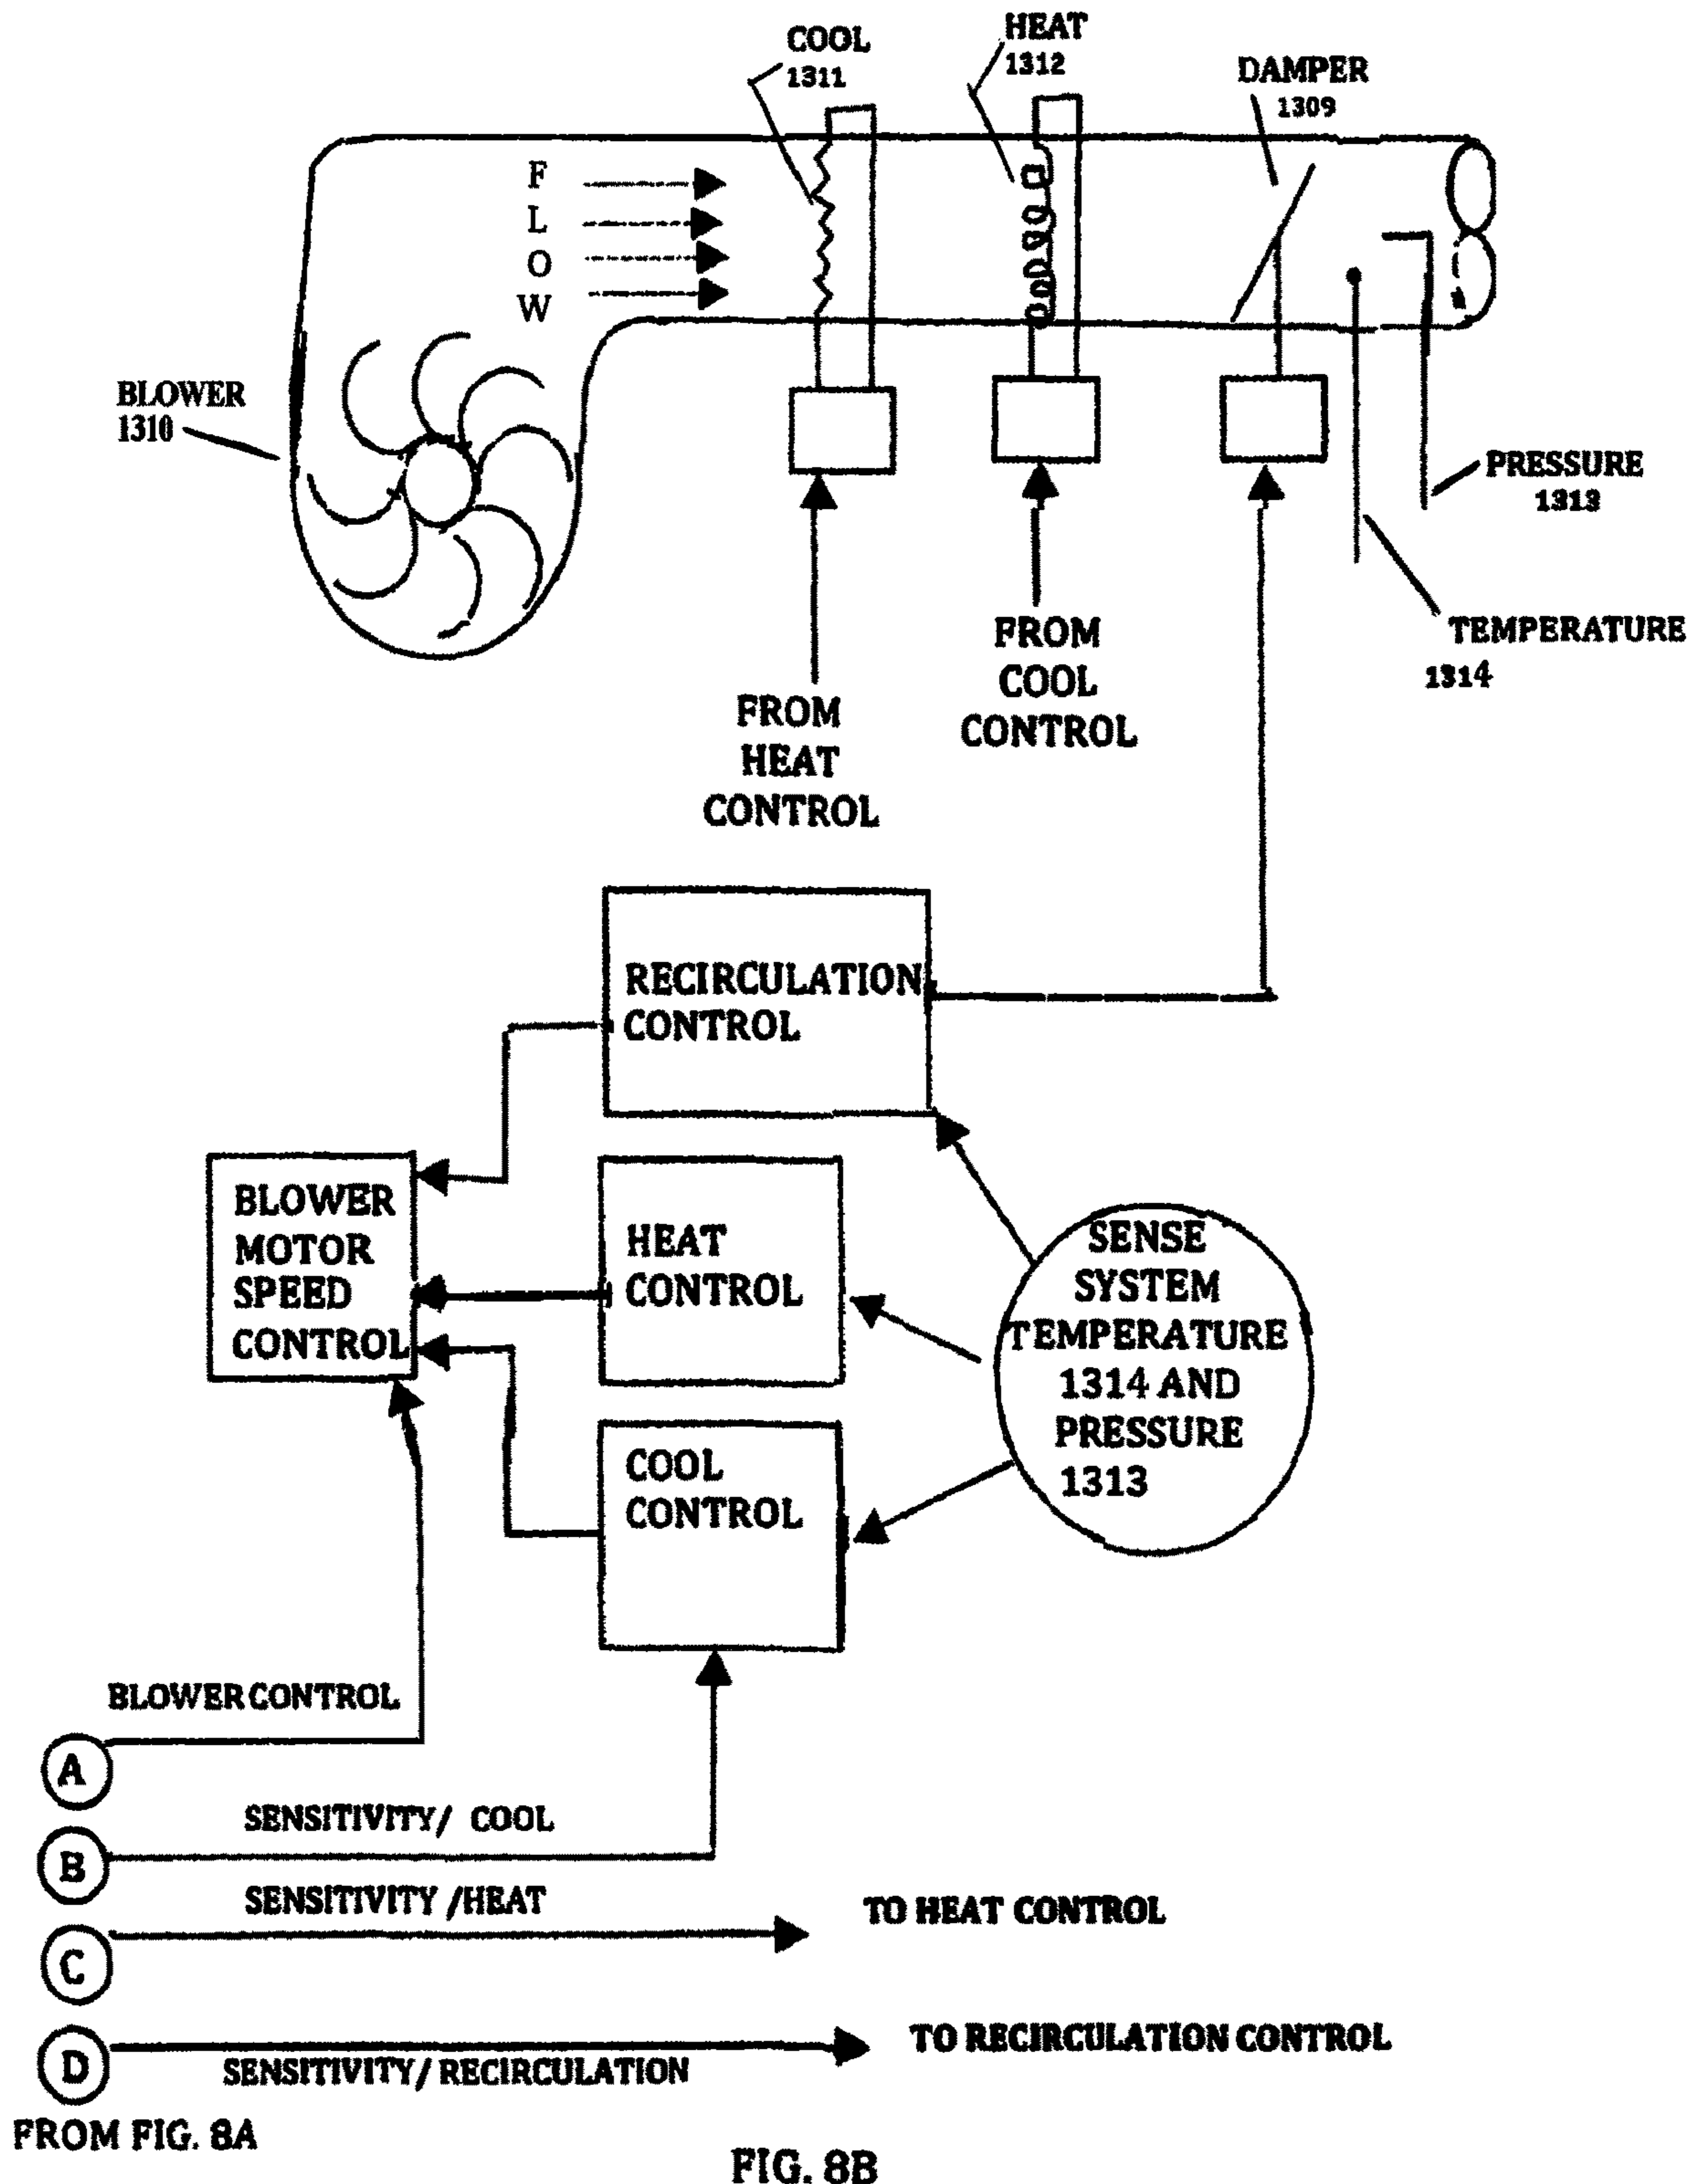 COOL
1311
HEAT
1312
DAMPER
1309
F
L
O
W
BLOWER
1310
PRESSURE
1313
TEMPERATURE
1314
FROM
HEAT
CONTROL
FROM
COOL
CONTROL
RECIRCULATION
CONTROL
BLOWER
MOTOR
SPEED
CONTROL
HEAT
CONTROL
SENSE
SYSTEM
TEMPERATURE
1314 AND
PRESSURE
1313
COOL
CONTROL
BLOWER CONTROL
A
SENSITIVITY/ COOL
B
SENSITIVITY /HEAT
TO HEAT CONTROL
C
TO RECIRCULATION CONTROL
D
SENSITIVITY/ RECIRCULATION
FROM FIG. 8A
FIG. 8B